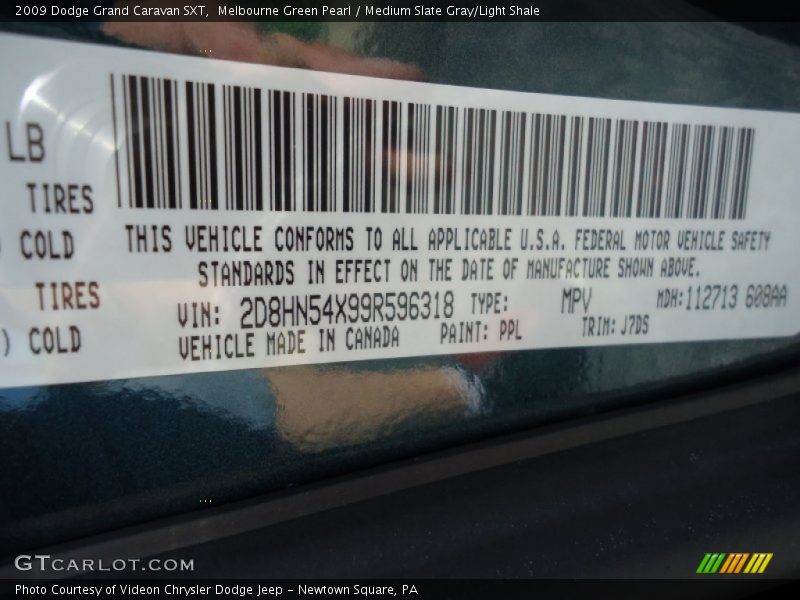 2009 Dodge Grand Caravan SXT,  Melbourne Green Pearl / Medium Slate Gray/Light Shale
LB
TIRES
COLD
TIRES
) COLD
THIS VEHICLE CONFORMS TO ALL APPLICABLE U.S.A. FEDERAL MOTOR VEHICLE SAFETY
STANDARDS IN EFFECT ON THE DATE OF MANUFACTURE SHOWN ABOVE.
VIN: 2D8HN54X99R596318 TYPE: MPV MDH:112713 608AA
VEHICLE MADE IN CANADA PAINT: PPL TRIM: J7DS
GTCARLOT.COM
Photo Courtesy of Videon Chrysler Dodge Jeep - Newtown Square, PA